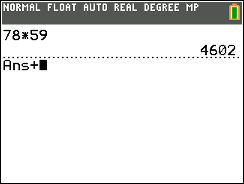 NORMAL FLOAT AUTO REAL DEGREE MP
78*59
4602
Ans+